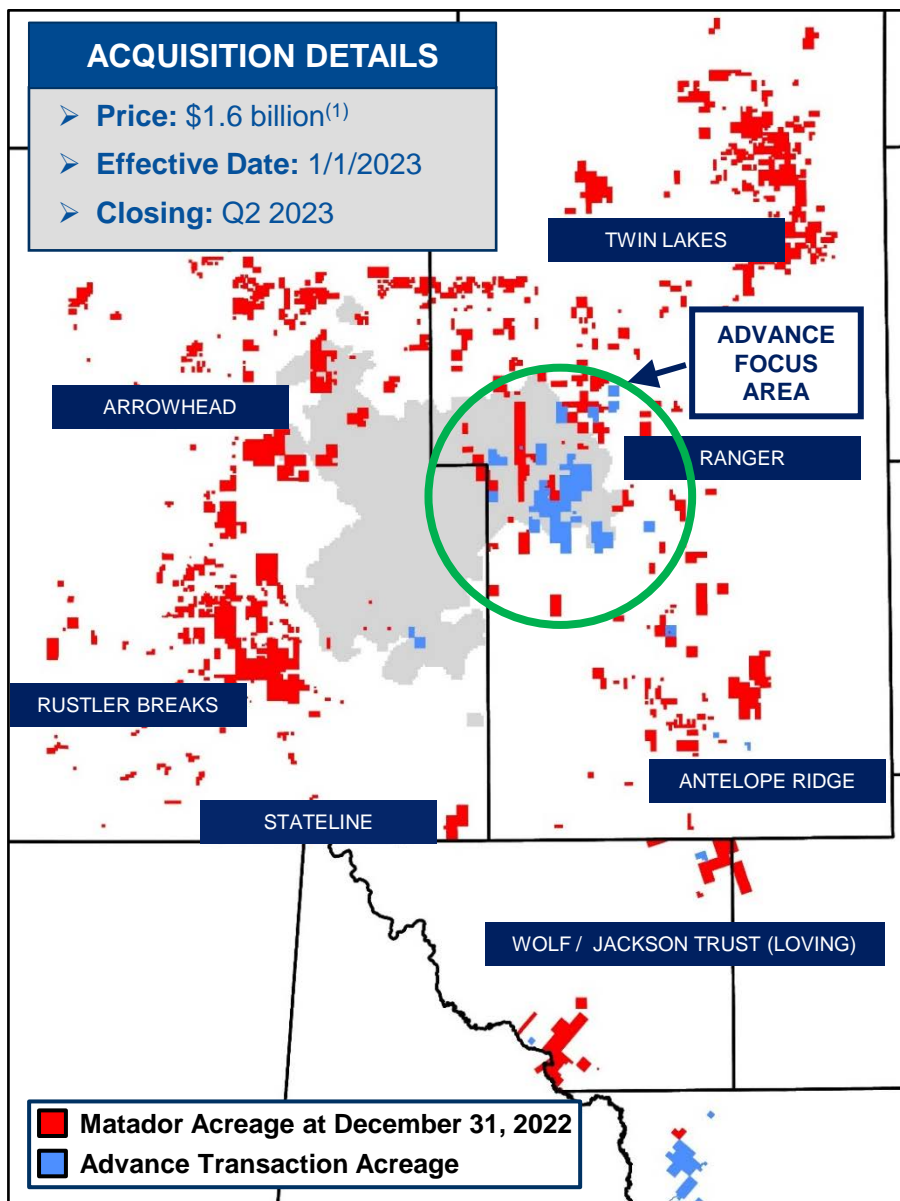 ACQUISITION DETAILS
➢ Price: $1.6 billion(1)
➢ Effective Date: 1/1/2023
➢ Closing: Q2 2023
TWIN LAKES
ADVANCE
FOCUS
AREA
ARROWHEAD
RANGER
RUSTLER BREAKS
ANTELOPE RIDGE
STATELINE
WOLF / JACKSON TRUST (LOVING)
Matador Acreage at December 31, 2022
Advance Transaction Acreage